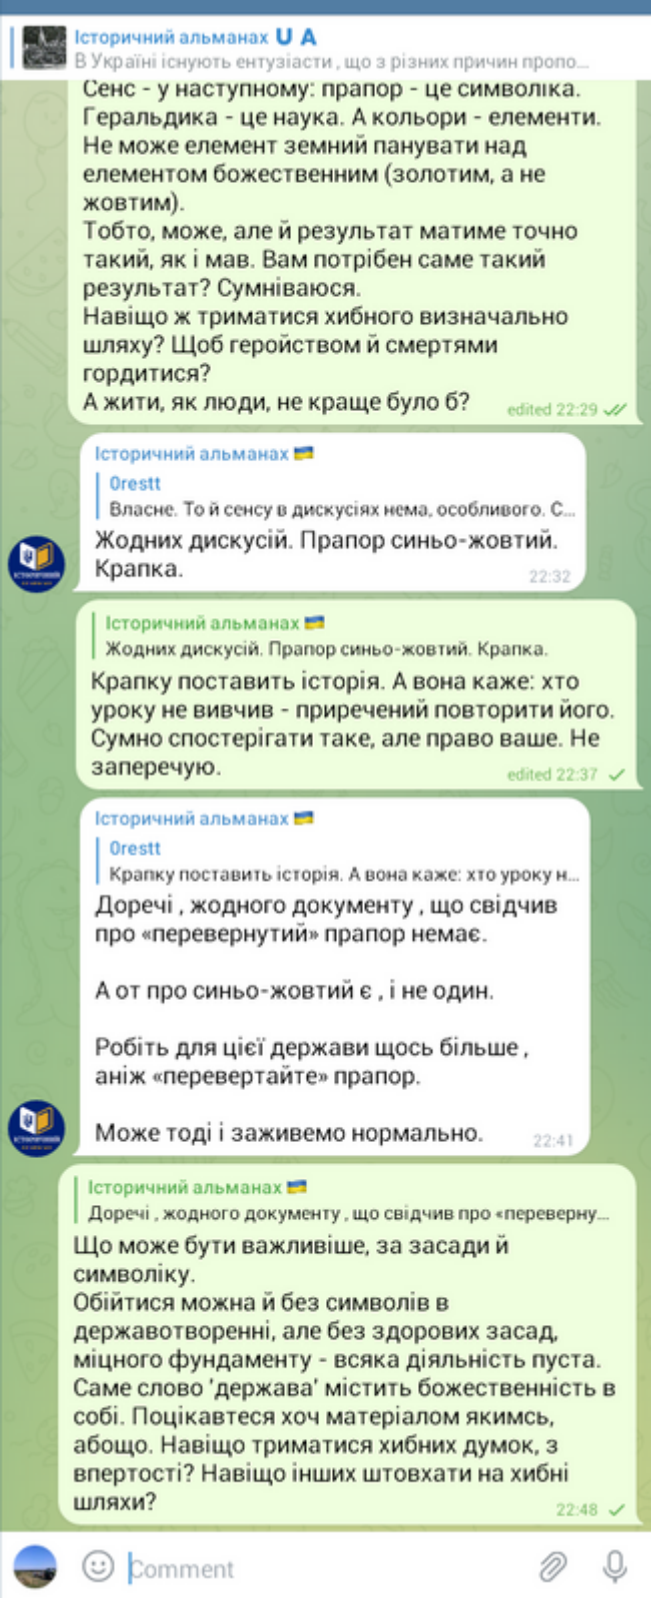 Історичний альманах U A
В Україні існують ентузіасти , що з різних причин пропо...
Сенс - у наступному: прапор - це символіка.
Геральдика - це наука. А кольори - елементи.
Не може елемент земний панувати над
елементом божественним (золотим, а не
жовтим).
Тобто, може, але й результат матиме точно
такий, як і мав. Вам потрібен саме такий
результат? Сумніваюся.
Навіщо ж триматися хибного визначально
шляху? Щоб геройством й смертями
гордитися?
А жити, як люди, не краще було б?
edited 22:29
Історичний альманах
0restt
Власне. То й сенсу в дискусіях нема, особливого. С...
Жодних дискусій. Прапор синьо-жовтий.
Крапка.
22:32
Історичний альманах
Жодних дискусій. Прапор синьо-жовтий. Крапка.
Крапку поставить історія. А вона каже: хто
уроку не вивчив - приречений повторити його.
Сумно спостерігати таке, але право ваше. Не
заперечую.
edited 22:37
Історичний альманах
0restt
Крапку поставить історія. А вона каже: хто уроку н...
Доречі , жодного документу , що свідчив
про «перевернутий» прапор немає.
А от про синьо-жовтий є , і не один.
Робіть для цієї держави щось більше ,
аніж «перевертайте» прапор.
Може тоді і заживемо нормально.
22:41
Історичний альманах
Доречі , жодного документу , що свідчив про «переверну...
Що може бути важливіше, за засади й
символіку.
Обійтися можна й без символів в
державотворенні, але без здорових засад,
міцного фундаменту - всяка діяльність пуста.
Саме слово 'держава' містить божественність в
собі. Поцікавтеся хоч матеріалом якимсь,
абощо. Навіщо триматися хибних думок, з
впертості? Навіщо інших штовхати на хибні
шляхи?
22:48
Comment